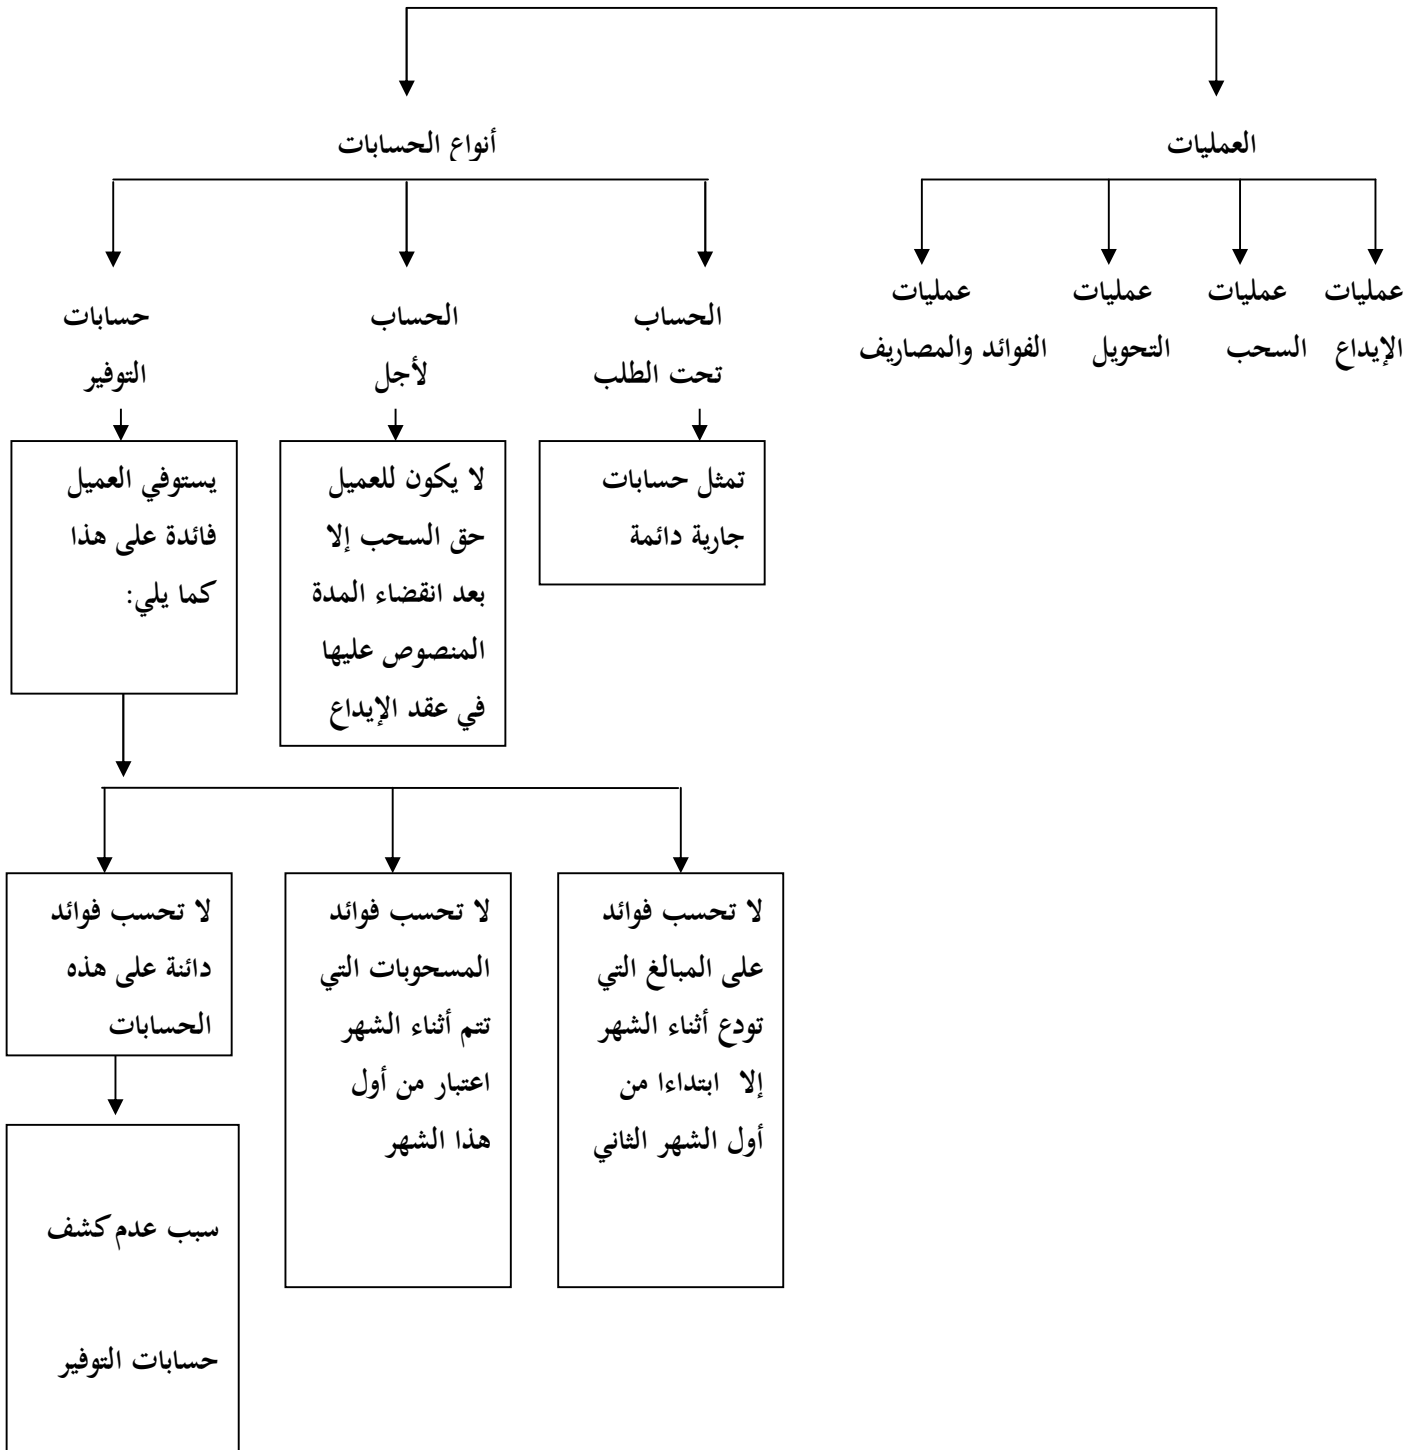 العمليات
أنواع الحسابات
عمليات
الإيداع
عمليات
السحب
عمليات
التحويل
عمليات
الفوائد والمصاريف
الحساب
تحت الطلب
الحساب
لأجل
حسابات
التوفير
تمثل حسابات
جارية دائمة
لا يكون للعميل
حق السحب إلا
بعد انقضاء المدة
المنصوص عليها
في عقد الإيداع
يستوفي العميل
فائدة على هذا
كما يلي:
لا تحسب فوائد
على المبالغ التي
تودع أثناء الشهر
إلا ابتداءا من
أول الشهر الثاني
لا تحسب فوائد
المسحوبات التي
تتم أثناء الشهر
اعتبار من أول
هذا الشهر
لا تحسب فوائد
دائنة على هذه
الحسابات
سبب عدم كشف
حسابات التوفير